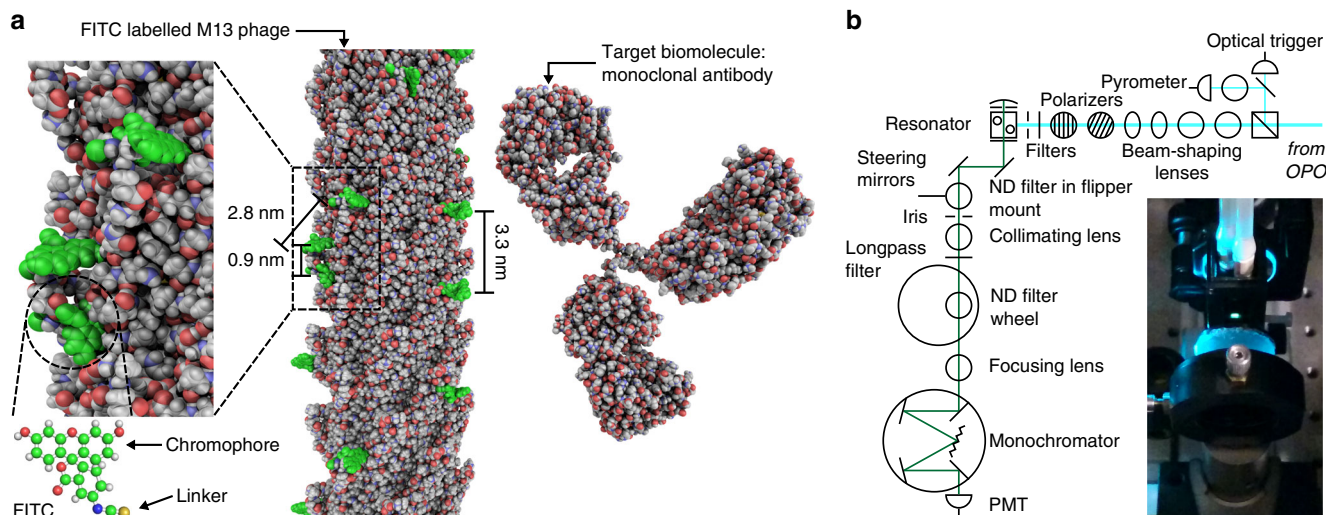 a
FITC labelled M13 phage
Target biomolecule:
monoclonal antibody
2.8 nm
0.9 nm
3.3 nm
Chromophore
Linker
FITC
b
Optical trigger
Pyrometer
Polarizers
Resonator
Filters
Beam-shaping
lenses
from
OPO
Steering
mirrors
ND filter in flipper
mount
Iris
Collimating lens
Longpass
filter
ND filter
wheel
Focusing lens
Monochromator
PMT